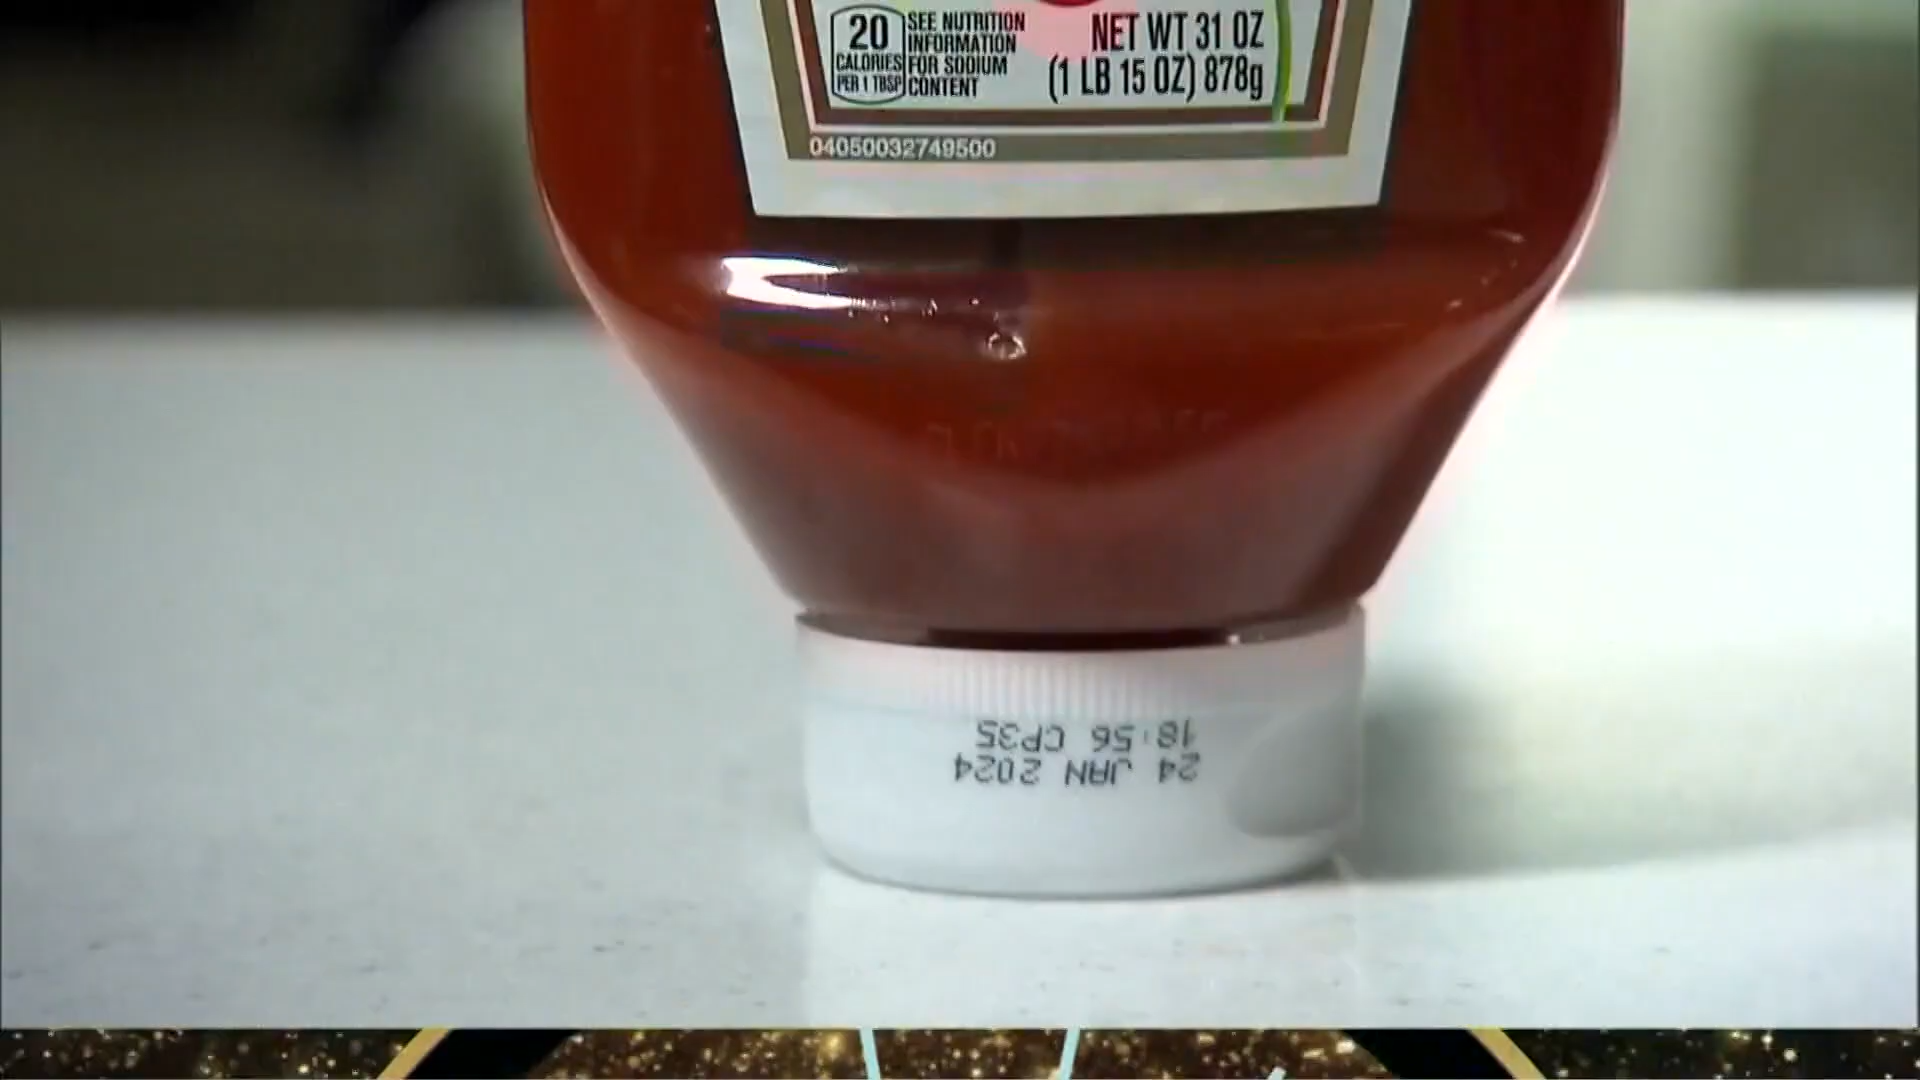 20
CALORIES
PER 1 TBSP
SEE NUTRITION
INFORMATION
FOR SODIUM
CONTENT
NET WT 31 OZ
(1 LB 15 OZ) 878g
04050032749500
24 JAN 2024
18:56 CP35